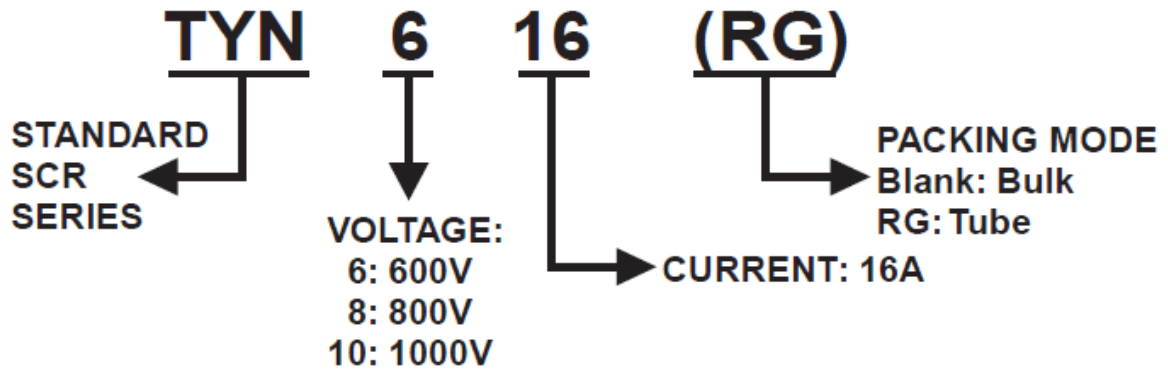 TYN 6 16 (RG)
STANDARD
SCR
SERIES
VOLTAGE:
6: 600V
8: 800V
10: 1000V
CURRENT: 16A
PACKING MODE
Blank: Bulk
RG: Tube